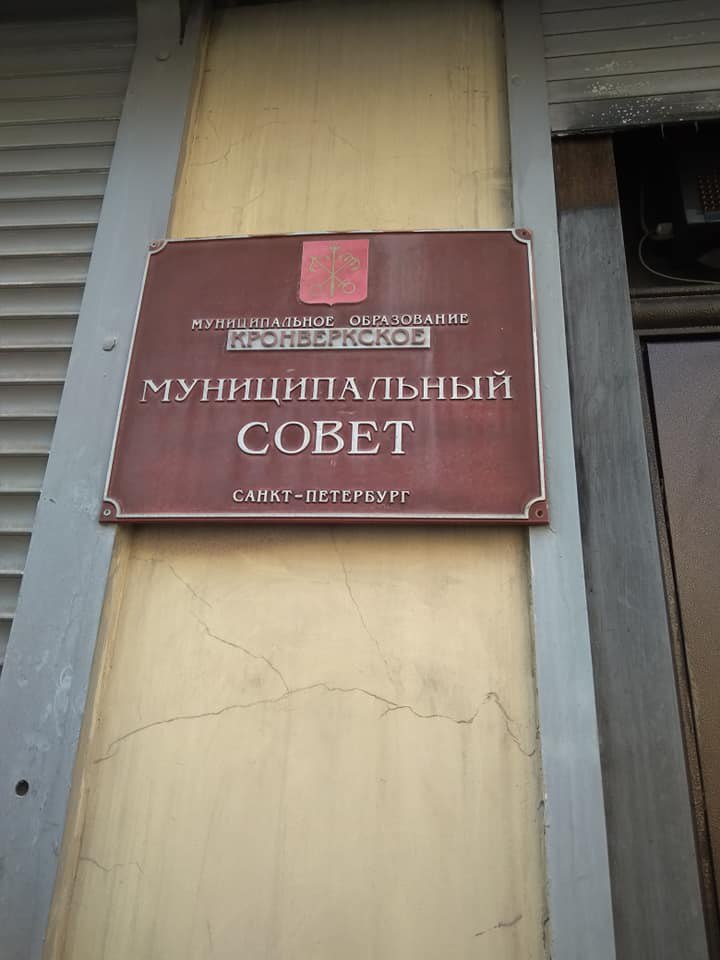 МУНИЦИПАЛЬНОЕ ОБРАЗОВАНИЕ
КРОНВЕРКСКОЕ
МУНИЦИПАЛЬНЫЙ
СОВЕТ
САНКТ-ПЕТЕРБУРГ